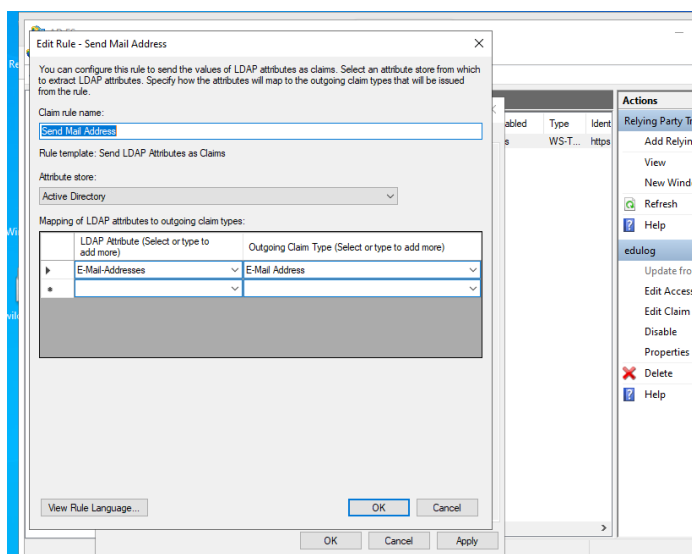 Edit Rule - Send Mail Address
You can configure this rule to send the values of LDAP attributes as claims. Select an attribute store from which
to extract LDAP attributes. Specify how the attributes will map to the outgoing claim types that will be issued
from the rule.
Claim rule name:
Send Mail Address
Rule template: Send LDAP Attributes as Claims
Attribute store:
Active Directory
Mapping of LDAP attributes to outgoing claim types:
LDAP Attribute (Select or type to
add more)
Outgoing Claim Type (Select or type to add more)
E-Mail-Addresses
E-Mail Address
View Rule Language...
OK
Cancel
OK
Cancel
Apply
abled
Type
Ident
s
WS-T...
https
Actions
Relying Party Tr
Add Relyin
View
New Wind
Refresh
Help
edulog
Update fro
Edit Access
Edit Claim
Disable
Properties
Delete
Help